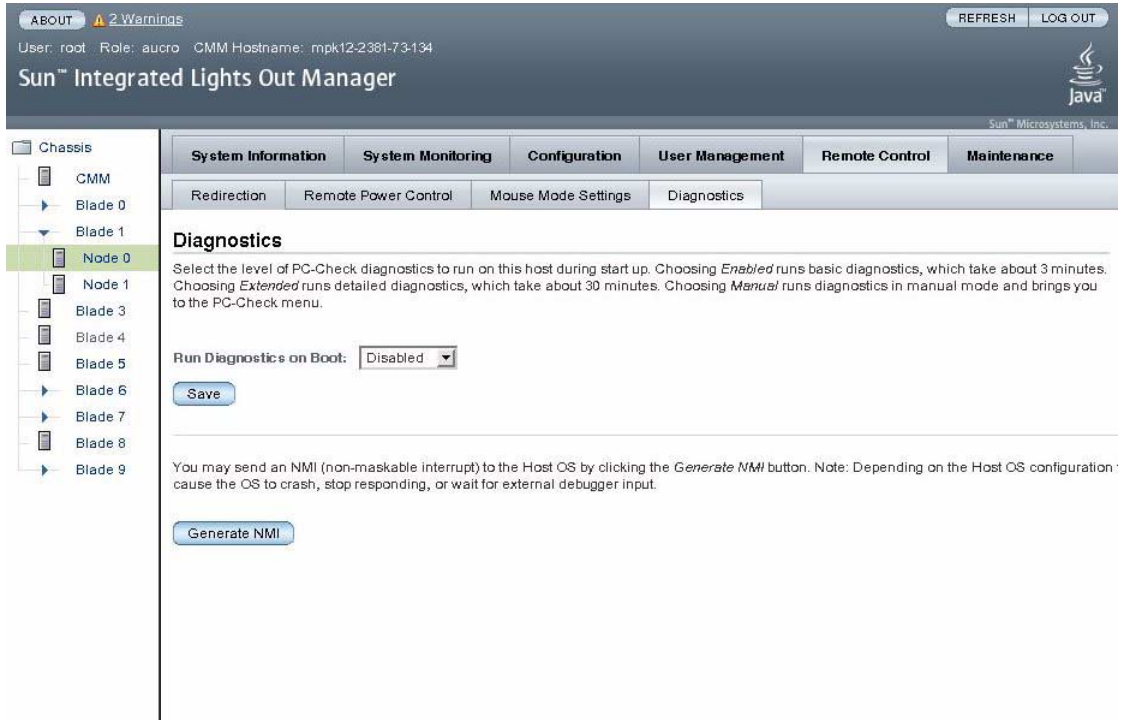 ABOUT 2 Warnings REFRESH LOG OUT
User: root Role: aucro CMM Hostname: mpk12-2381-73-134
Sun™ Integrated Lights Out Manager
Java™
Sun™ Microsystems, Inc.
Chassis
CMM
Blade 0
Blade 1
Node 0
Node 1
Blade 3
Blade 4
Blade 5
Blade 6
Blade 7
Blade 8
Blade 9
System Information System Monitoring Configuration User Management Remote Control Maintenance
Redirection Remote Power Control Mouse Mode Settings Diagnostics
Diagnostics
Select the level of PC-Check diagnostics to run on this host during start up. Choosing Enabled runs basic diagnostics, which take about 3 minutes.
Choosing Extended runs detailed diagnostics, which take about 30 minutes. Choosing Manual runs diagnostics in manual mode and brings you
to the PC-Check menu.
Run Diagnostics on Boot: Disabled
Save
You may send an NMI (non-maskable interrupt) to the Host OS by clicking the Generate NMI button. Note: Depending on the Host OS configuration
cause the OS to crash, stop responding, or wait for external debugger input.
Generate NMI